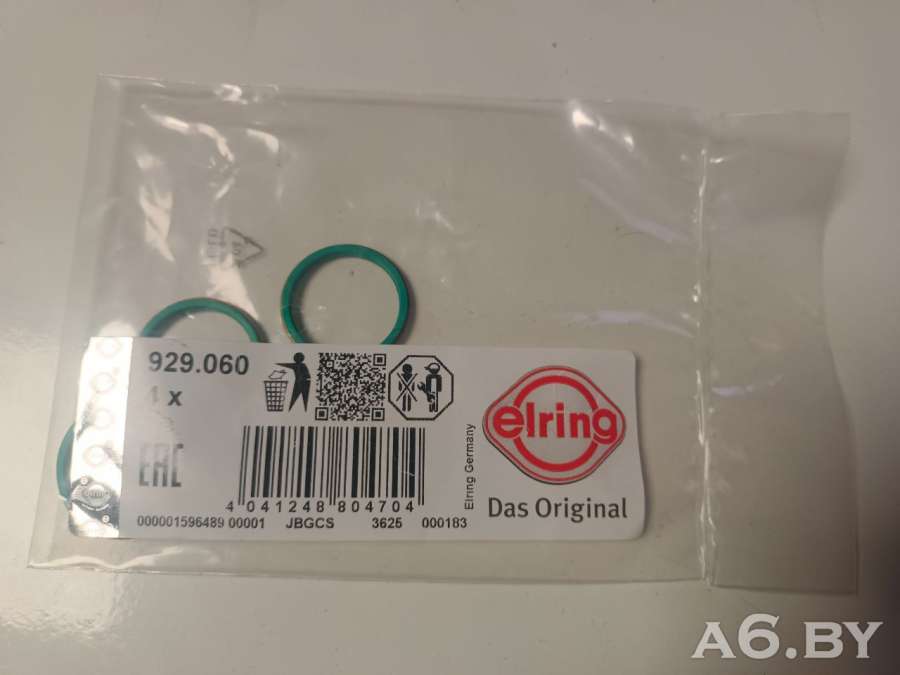 929.060
1 x
EAC
elring
Das Original
Elring Germany
4 041248 804704
000001596489 00001 JBGCS 3625 000183
A6.BY